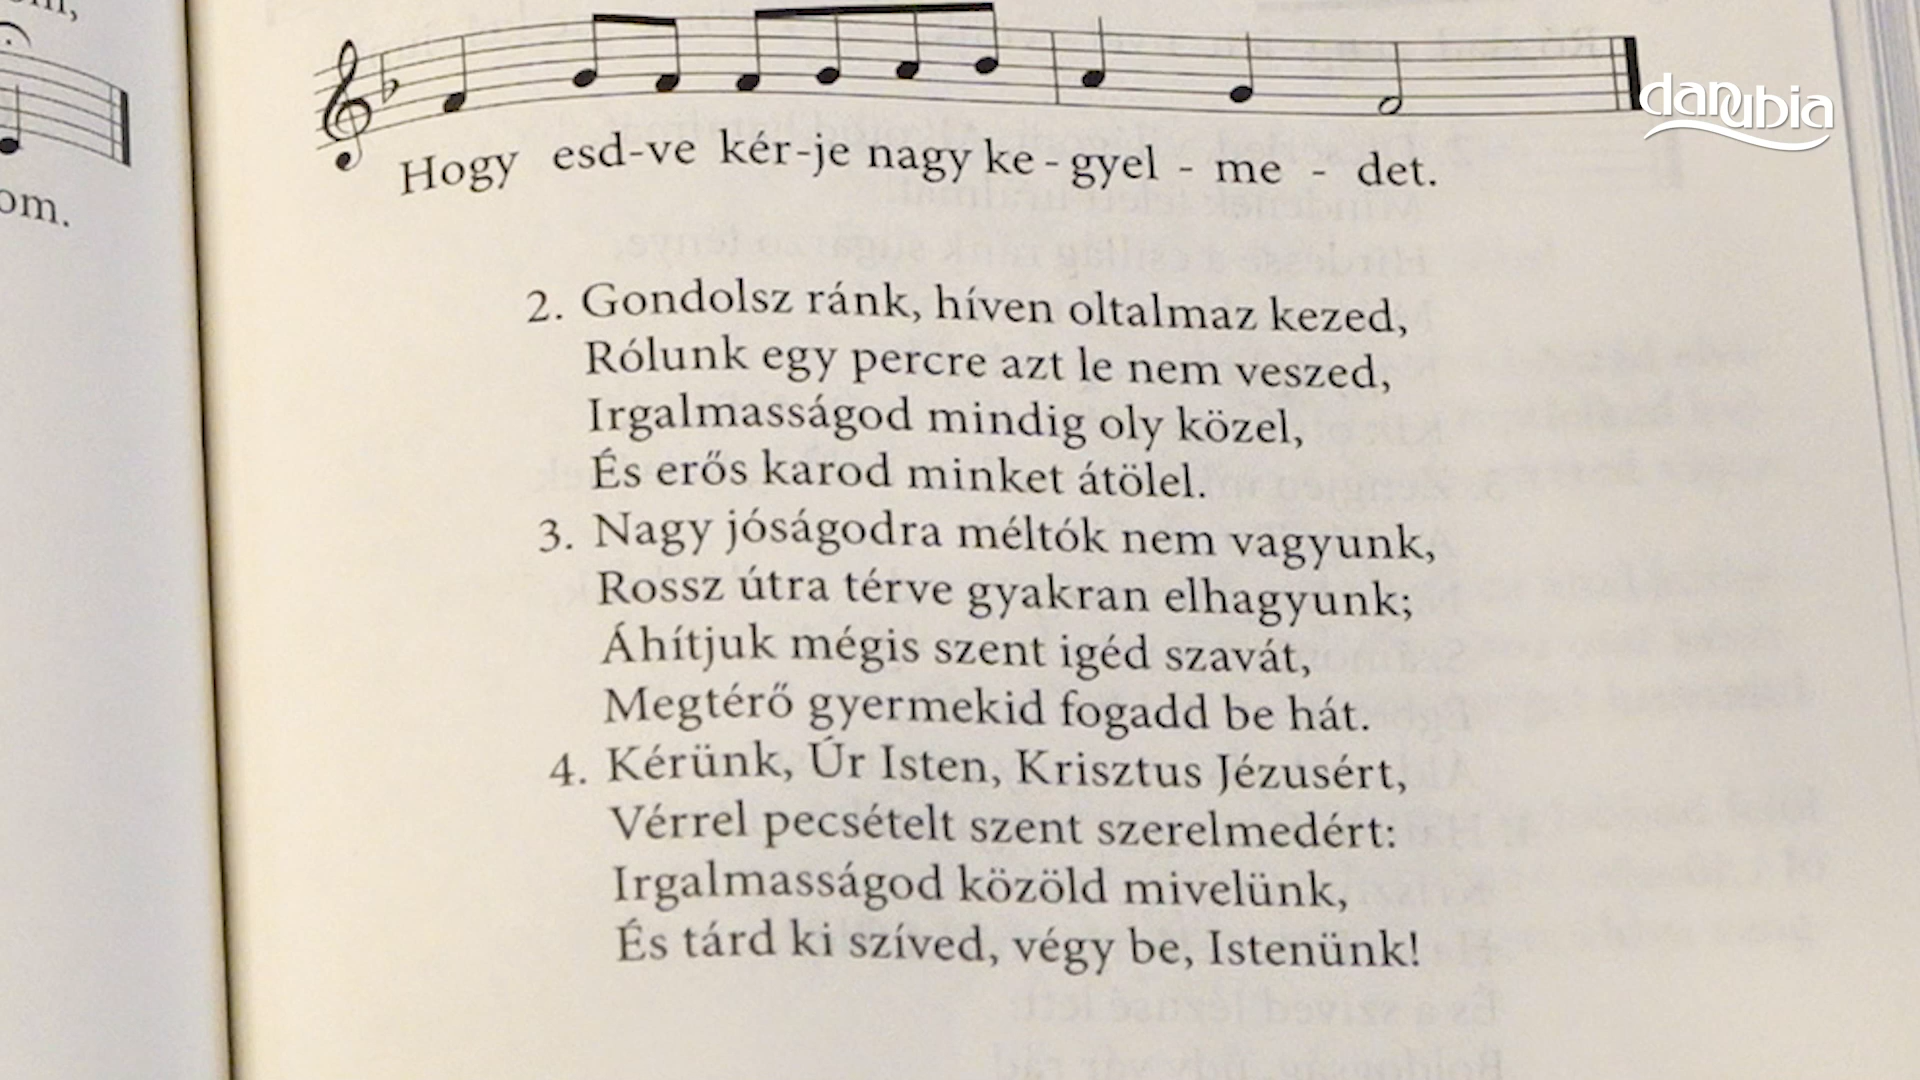 om.
danubia
Hogy esd-ve kér-je nagy ke - gyel - me - det.
2. Gondolsz ránk, híven oltalmaz kezed,
Rólunk egy percre azt le nem veszed,
Irgalmasságod mindig oly közel,
És erős karod minket átölel.
3. Nagy jóságodra méltók nem vagyunk,
Rossz útra térve gyakran elhagyunk;
Áhítjuk mégis szent igéd szavát,
Megtérő gyermekid fogadd be hát.
4. Kérünk, Úr Isten, Krisztus Jézusért,
Vérrel pecsételt szent szerelmedért:
Irgalmasságod közöld mivelünk,
És tárd ki szíved, végy be, Istenünk!